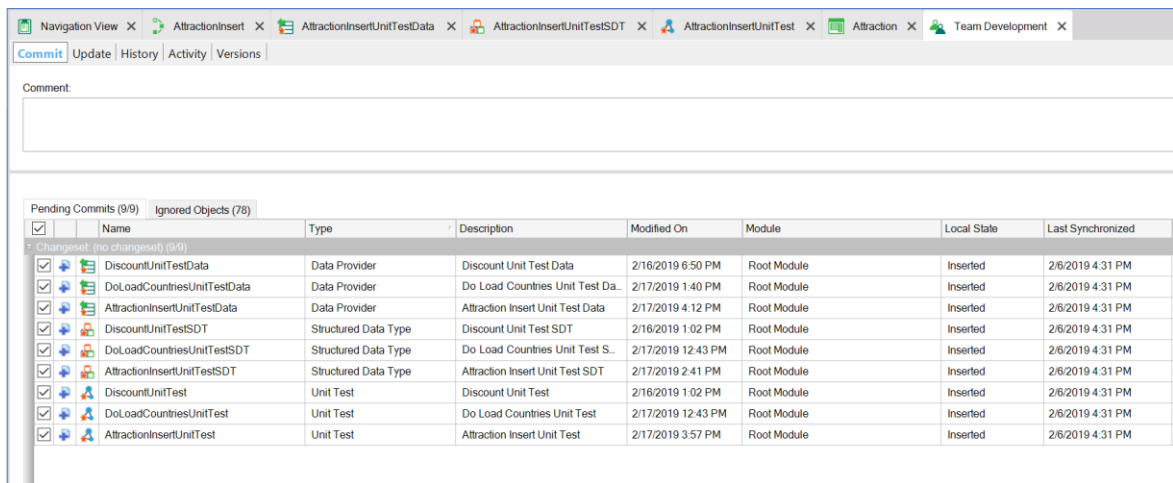 Navigation View AttractionInsert AttractionInsertUnitTestData AttractionInsertUnitTestSDT AttractionInsertUnitTest Attraction Team Development
Commit Update History Activity Versions
Comment:
Pending Commits (9/9) Ignored Objects (78)
Name Type Description Modified On Module Local State Last Synchronized
Changeset: (no changeset) (9/9)
DiscountUnitTestData Data Provider Discount Unit Test Data 2/16/2019 6:50 PM Root Module Inserted 2/6/2019 4:31 PM
DoLoadCountriesUnitTestData Data Provider Do Load Countries Unit Test Da... 2/17/2019 1:40 PM Root Module Inserted 2/6/2019 4:31 PM
AttractionInsertUnitTestData Data Provider Attraction Insert Unit Test Data 2/17/2019 4:12 PM Root Module Inserted 2/6/2019 4:31 PM
DiscountUnitTestSDT Structured Data Type Discount Unit Test SDT 2/16/2019 1:02 PM Root Module Inserted 2/6/2019 4:31 PM
DoLoadCountriesUnitTestSDT Structured Data Type Do Load Countries Unit Test S... 2/17/2019 12:43 PM Root Module Inserted 2/6/2019 4:31 PM
AttractionInsertUnitTestSDT Structured Data Type Attraction Insert Unit Test SDT 2/17/2019 2:41 PM Root Module Inserted 2/6/2019 4:31 PM
DiscountUnitTest Unit Test Discount Unit Test 2/16/2019 1:02 PM Root Module Inserted 2/6/2019 4:31 PM
DoLoadCountriesUnitTest Unit Test Do Load Countries Unit Test 2/17/2019 12:43 PM Root Module Inserted 2/6/2019 4:31 PM
AttractionInsertUnitTest Unit Test Attraction Insert Unit Test 2/17/2019 3:57 PM Root Module Inserted 2/6/2019 4:31 PM